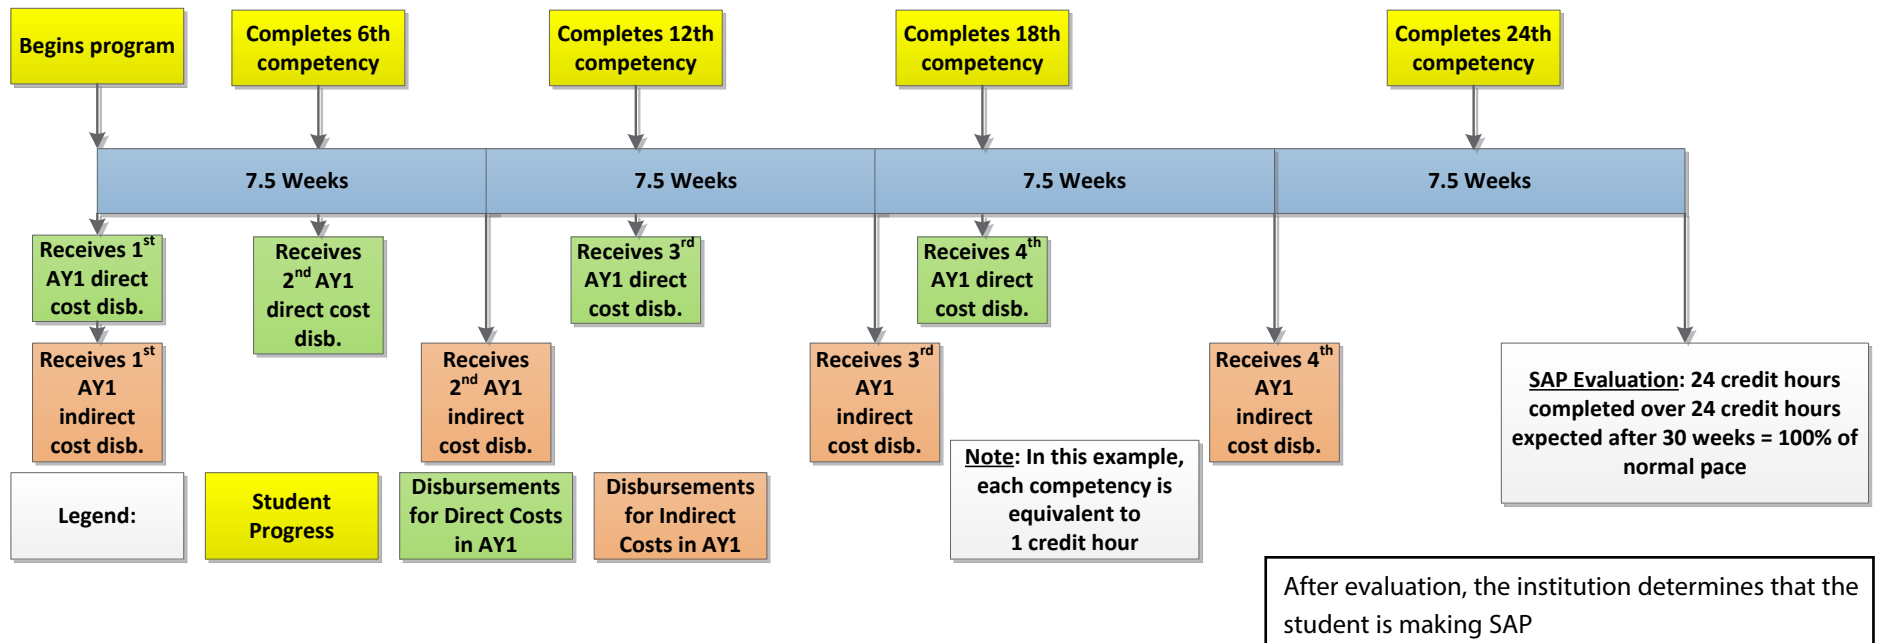 Begins program
Completes 6th
competency
Completes 12th
competency
Completes 18th
competency
Completes 24th
competency
7.5 Weeks
7.5 Weeks
7.5 Weeks
7.5 Weeks
Receives 1st
AY1 direct
cost disb.
Receives
2nd AY1
direct cost
disb.
Receives 3rd
AY1 direct
cost disb.
Receives 4th
AY1 direct
cost disb.
Receives 1st
AY1
indirect
cost disb.
Receives
2nd AY1
indirect
cost disb.
Receives 3rd
AY1
indirect
cost disb.
Receives 4th
AY1
indirect
cost disb.
SAP Evaluation: 24 credit hours
completed over 24 credit hours
expected after 30 weeks = 100% of
normal pace
Note: In this example,
each competency is
equivalent to
1 credit hour
Legend:
Student
Progress
Disbursements
for Direct Costs
in AY1
Disbursements
for Indirect
Costs in AY1
After evaluation, the institution determines that the
student is making SAP